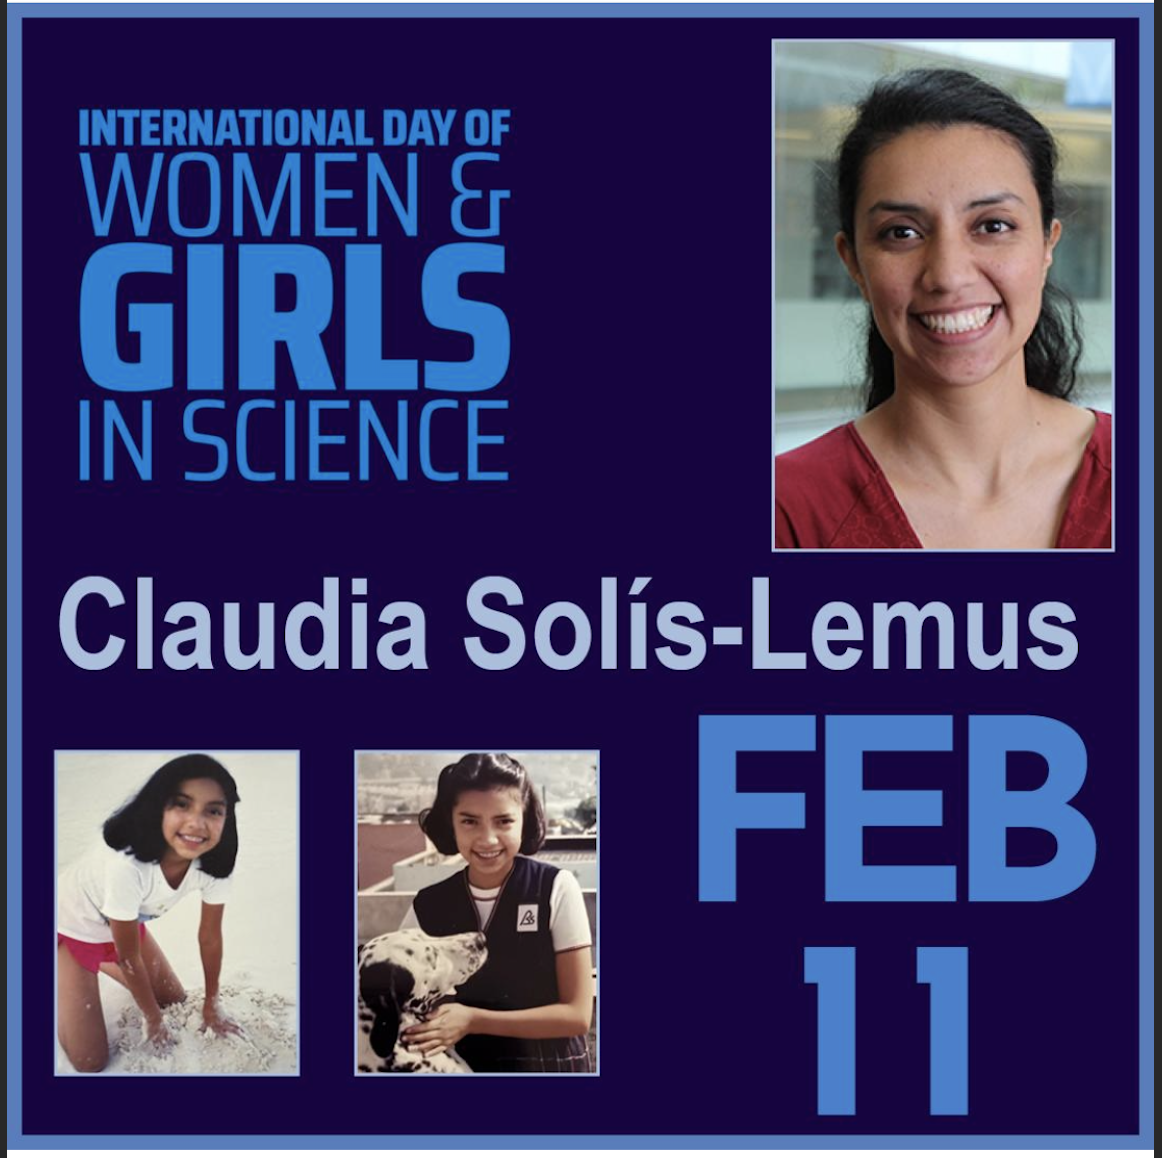 INTERNATIONAL DAY OF
WOMEN &
GIRLS
IN SCIENCE
Claudia Solís-Lemus
FEB
11